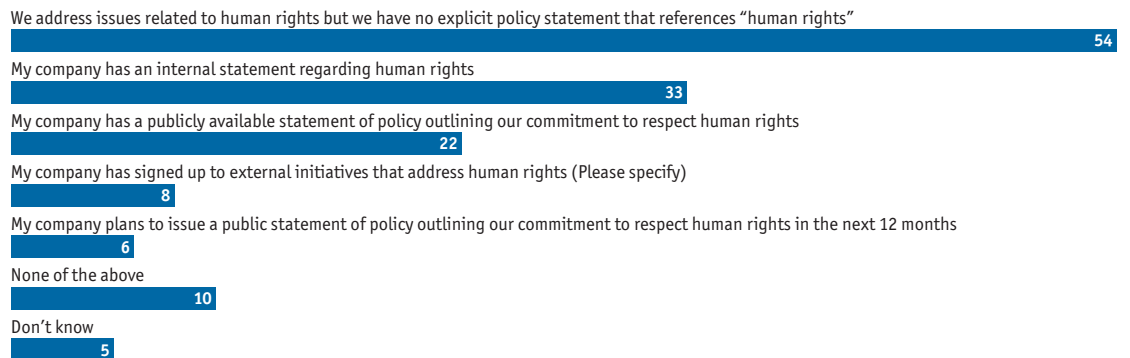 We address issues related to human rights but we have no explicit policy statement that references “human rights”
54
My company has an internal statement regarding human rights
33
My company has a publicly available statement of policy outlining our commitment to respect human rights
22
My company has signed up to external initiatives that address human rights (Please specify)
8
My company plans to issue a public statement of policy outlining our commitment to respect human rights in the next 12 months
6
None of the above
10
Don’t know
5